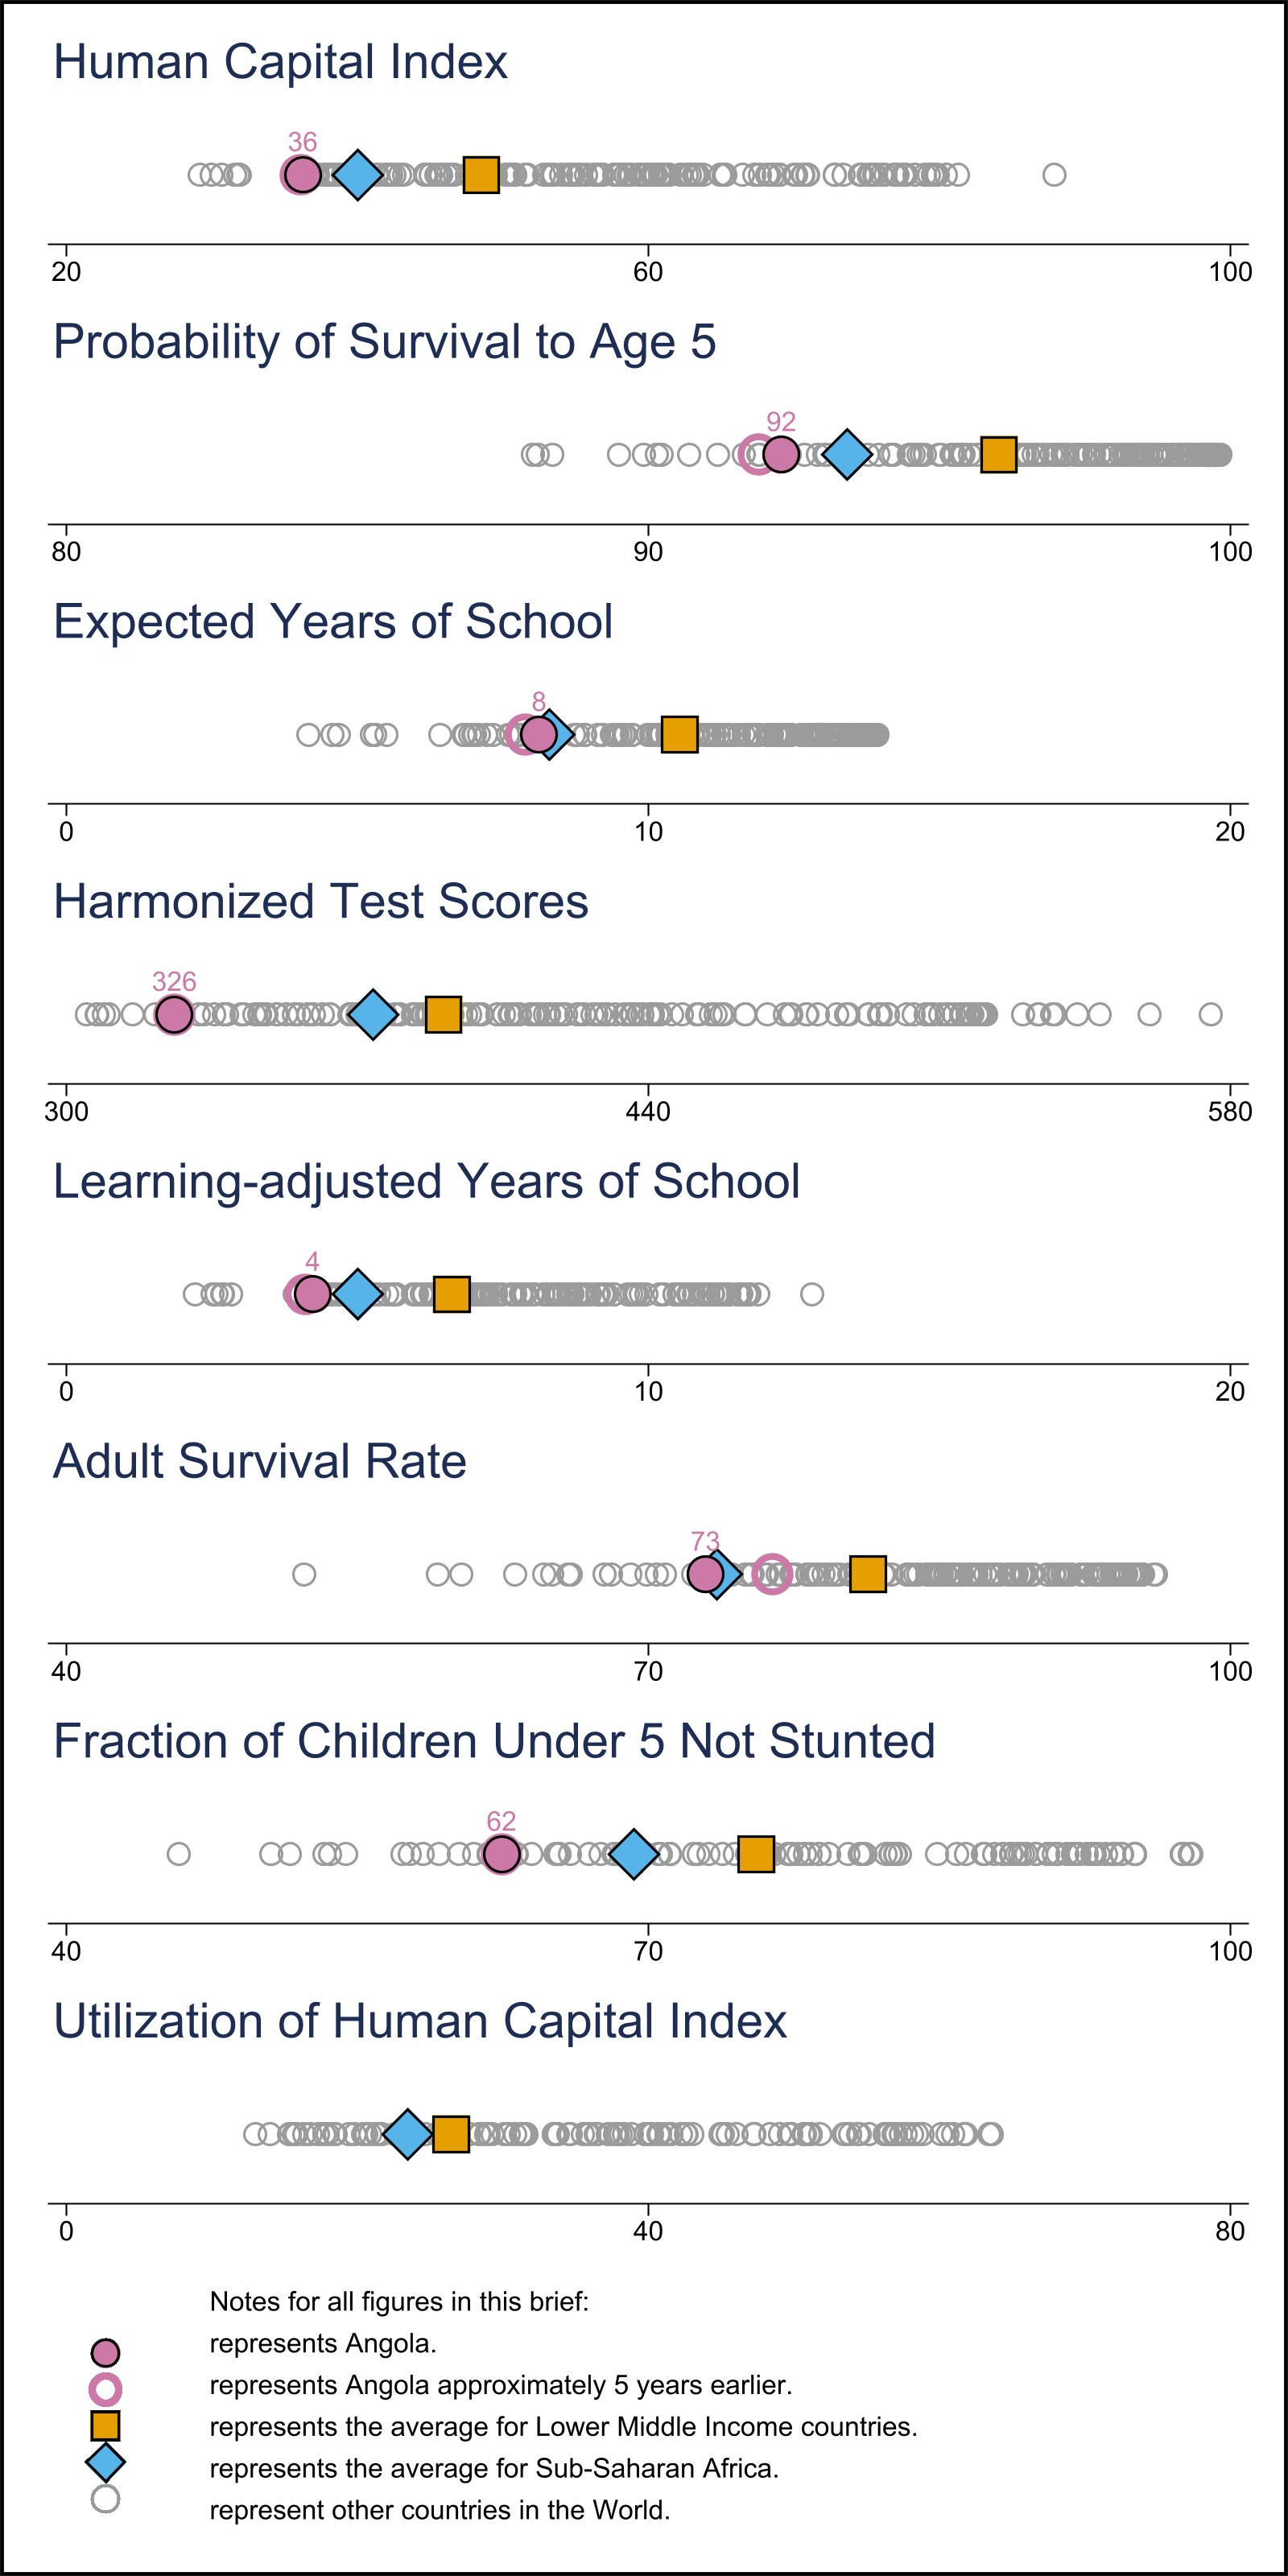 Human Capital Index
36
20 60 100
Probability of Survival to Age 5
92
80 90 100
Expected Years of School
8
0 10 20
Harmonized Test Scores
326
300 440 580
Learning-adjusted Years of School
4
0 10 20
Adult Survival Rate
73
40 70 100
Fraction of Children Under 5 Not Stunted
62
40 70 100
Utilization of Human Capital Index
0 40 80
Notes for all figures in this brief:
represents Angola.
represents Angola approximately 5 years earlier.
represents the average for Lower Middle Income countries.
represents the average for Sub-Saharan Africa.
represent other countries in the World.